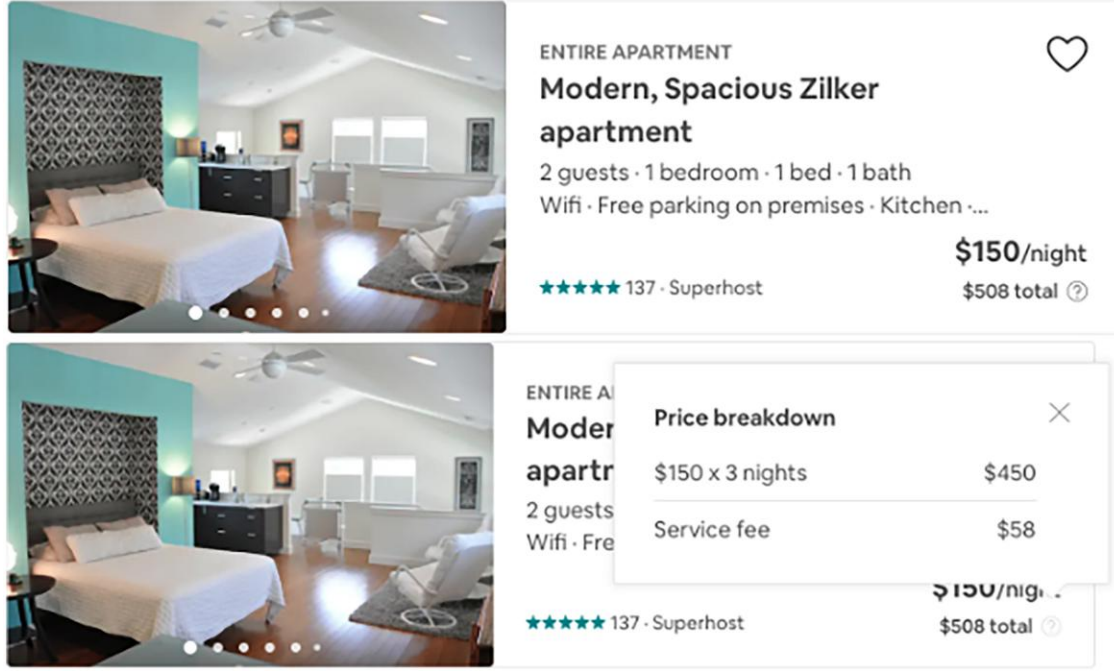 ENTIRE APARTMENT
Modern, Spacious Zilker
apartment
2 guests · 1 bedroom · 1 bed · 1 bath
Wifi · Free parking on premises · Kitchen ·...
$150/night
★★★★★ 137 · Superhost
$508 total ?
ENTIRE A
Moder
apartr
2 guests
Wifi · Fre
Price breakdown
$150 x 3 nights $450
Service fee $58
$150/nig
★★★★★ 137 · Superhost
$508 total ?